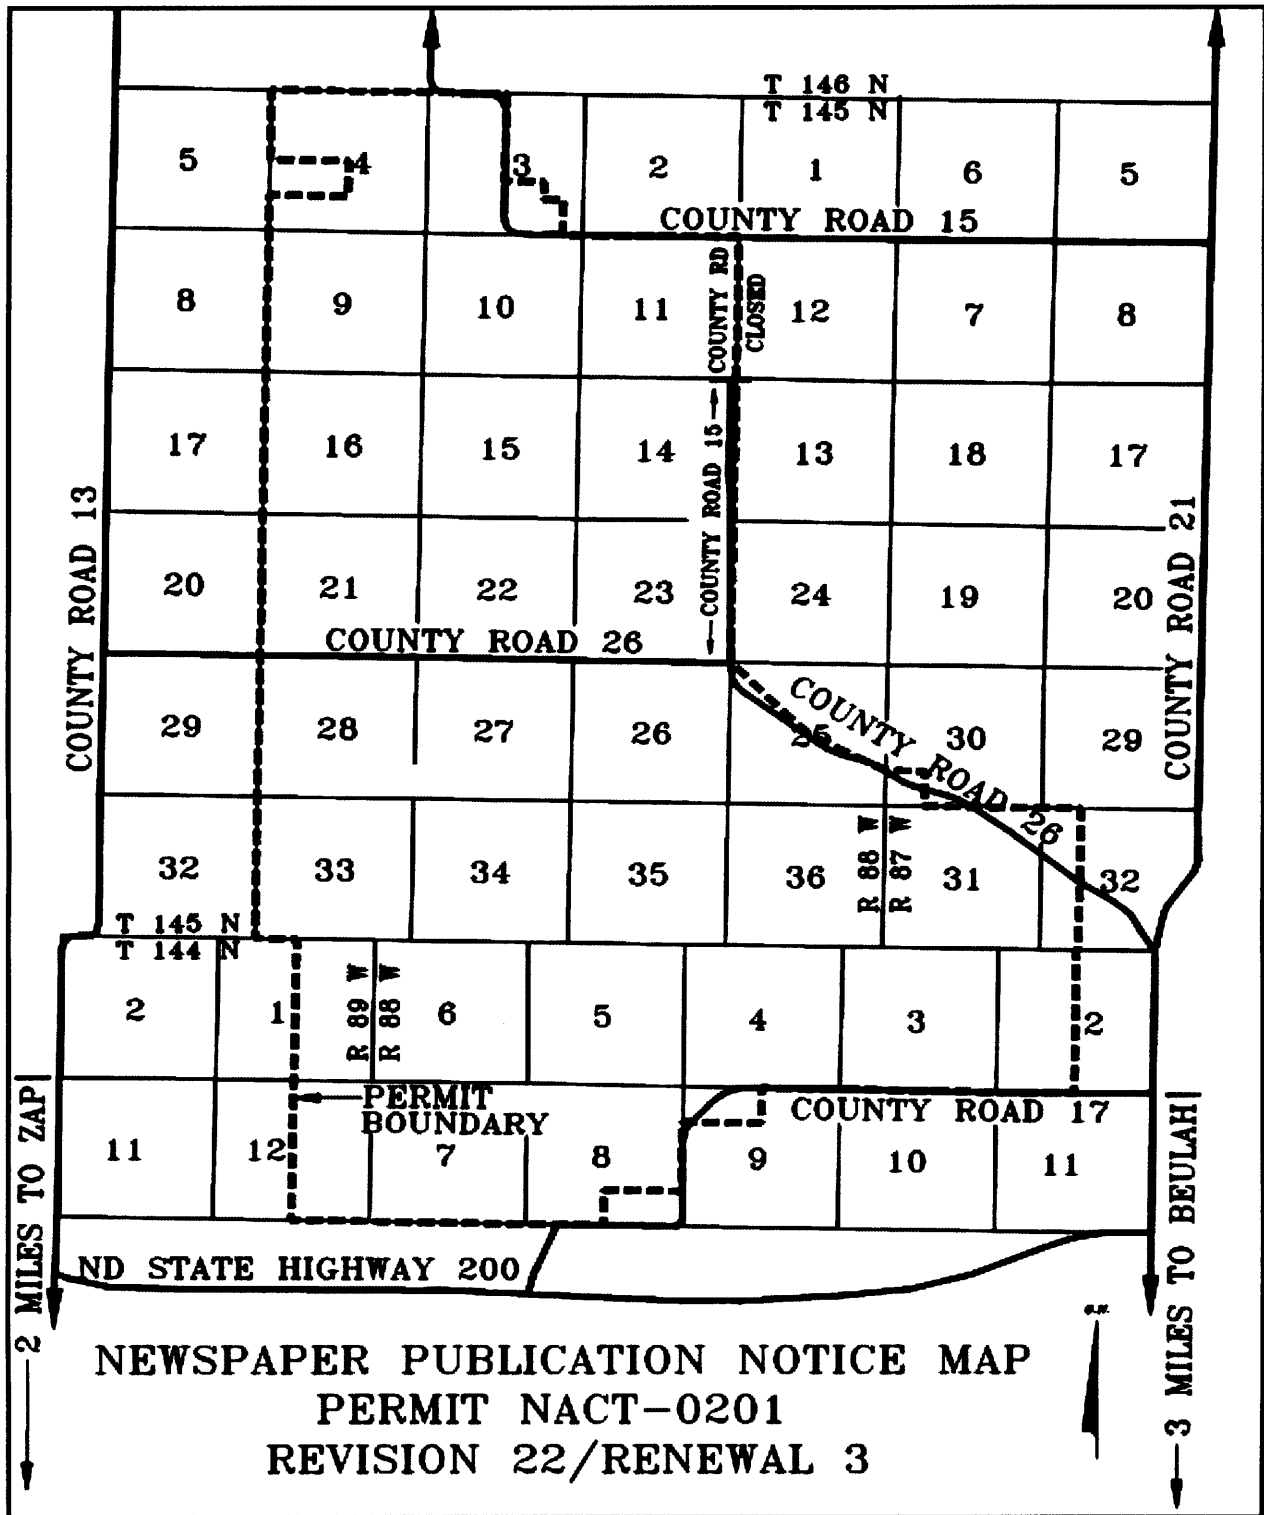 T 146 N
T 145 N
5
4
3
2
1
6
5
COUNTY ROAD 15
8
9
10
11
COUNTY RD
CLOSED
12
7
8
17
16
15
14
COUNTY ROAD 15
13
18
17
COUNTY ROAD 13
COUNTY ROAD 21
20
21
22
23
24
19
20
COUNTY ROAD 26
29
28
27
26
25
30
29
COUNTY ROAD 26
32
33
34
35
36
R 88 W
R 87 W
31
32
T 145 N
T 144 N
2
1
R 89 W
R 88 W
6
5
4
3
2
PERMIT
BOUNDARY
COUNTY ROAD 17
11
12
7
8
9
10
11
2 MILES TO ZAP
3 MILES TO BEULAH
ND STATE HIGHWAY 200
NEWSPAPER PUBLICATION NOTICE MAP
PERMIT NACT-0201
REVISION 22/RENEWAL 3